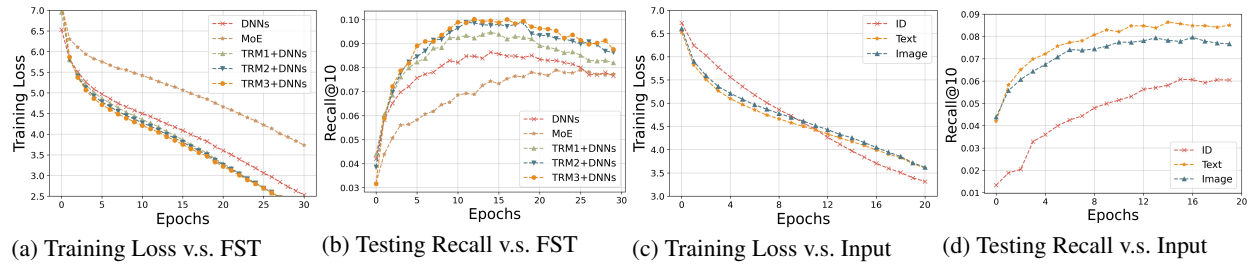 7.0
6.5
6.0
5.5
5.0
4.5
4.0
3.5
3.0
2.5
Training Loss
0 5 10 15 20 25 30
Epochs
DNNs
MoE
TRM1+DNNs
TRM2+DNNs
TRM3+DNNs
(a) Training Loss v.s. FST
0.10
0.09
0.08
0.07
0.06
0.05
0.04
0.03
Recall@10
0 5 10 15 20 25 30
Epochs
DNNs
MoE
TRM1+DNNs
TRM2+DNNs
TRM3+DNNs
(b) Testing Recall v.s. FST
7.0
6.5
6.0
5.5
5.0
4.5
4.0
3.5
3.0
Training Loss
0 4 8 12 16 20
Epochs
ID
Text
Image
(c) Training Loss v.s. Input
0.09
0.08
0.07
0.06
0.05
0.04
0.03
0.02
0.01
Recall@10
0 4 8 12 16 20
Epochs
ID
Text
Image
(d) Testing Recall v.s. Input